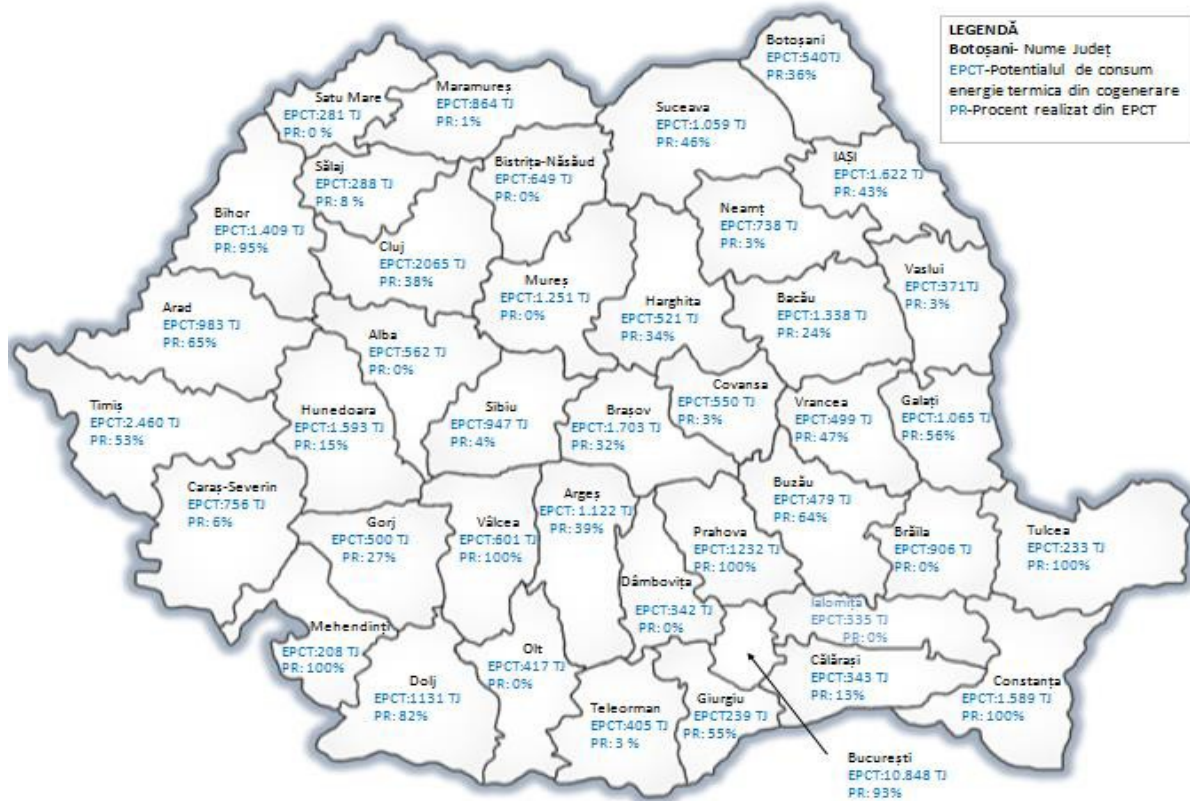 LEGENDĂ
Botoșani- Nume Județ
EPCT-Potentialul de consum
energie termica din cogenerare
PR-Procent realizat din EPCT
Botoșani
EPCT:540TJ
PR:36%
Satu Mare
EPCT:281 TJ
PR: 0 %
Maramureș
EPCT:864 TJ
PR: 1%
Suceava
EPCT:1.059 TJ
PR: 46%
IAȘI
EPCT:1.622 TJ
PR: 43%
Sălaj
EPCT:288 TJ
PR: 8 %
Bistrița-Năsăud
EPCT:649 TJ
PR: 0%
Neamț
EPCT:738 TJ
PR: 3%
Bihor
EPCT:1.409 TJ
PR: 95%
Cluj
EPCT:2065 TJ
PR: 38%
Mureș
EPCT:1.251 TJ
PR: 0%
Harghita
EPCT:521 TJ
PR: 34%
Bacău
EPCT:1.338 TJ
PR: 24%
Vaslui
EPCT:371TJ
PR: 3%
Arad
EPCT:983 TJ
PR: 65%
Alba
EPCT:562 TJ
PR: 0%
Timiș
EPCT:2.460 TJ
PR: 53%
Hunedoara
EPCT:1.593 TJ
PR: 15%
Sibiu
EPCT:947 TJ
PR: 4%
Brașov
EPCT:1.703 TJ
PR: 32%
Covansa
EPCT:550 TJ
PR: 3%
Vrancea
EPCT:499 TJ
PR: 47%
Galați
EPCT:1.065 TJ
PR: 56%
Caraș-Severin
EPCT:756 TJ
PR: 6%
Gorj
EPCT:500 TJ
PR: 27%
Vâlcea
EPCT:601 TJ
PR: 100%
Argeș
EPCT: 1.122 TJ
PR: 39%
Prahova
EPCT:1232 TJ
PR: 100%
Buzău
EPCT:479 TJ
PR: 64%
Brăila
EPCT:906 TJ
PR: 0%
Tulcea
EPCT:233 TJ
PR: 100%
Dâmbovița
EPCT:342 TJ
PR: 0%
Ialomița
EPCT:335 TJ
PR: 0%
Mehendinți
EPCT:208 TJ
PR: 100%
Dolj
EPCT:1131 TJ
PR: 82%
Olt
EPCT:417 TJ
PR: 0%
Teleorman
EPCT:405 TJ
PR: 3 %
Giurgiu
EPCT239 TJ
PR: 55%
Călărași
EPCT:343 TJ
PR: 13%
Constanța
EPCT:1.589 TJ
PR: 100%
București
EPCT:10.848 TJ
PR: 93%